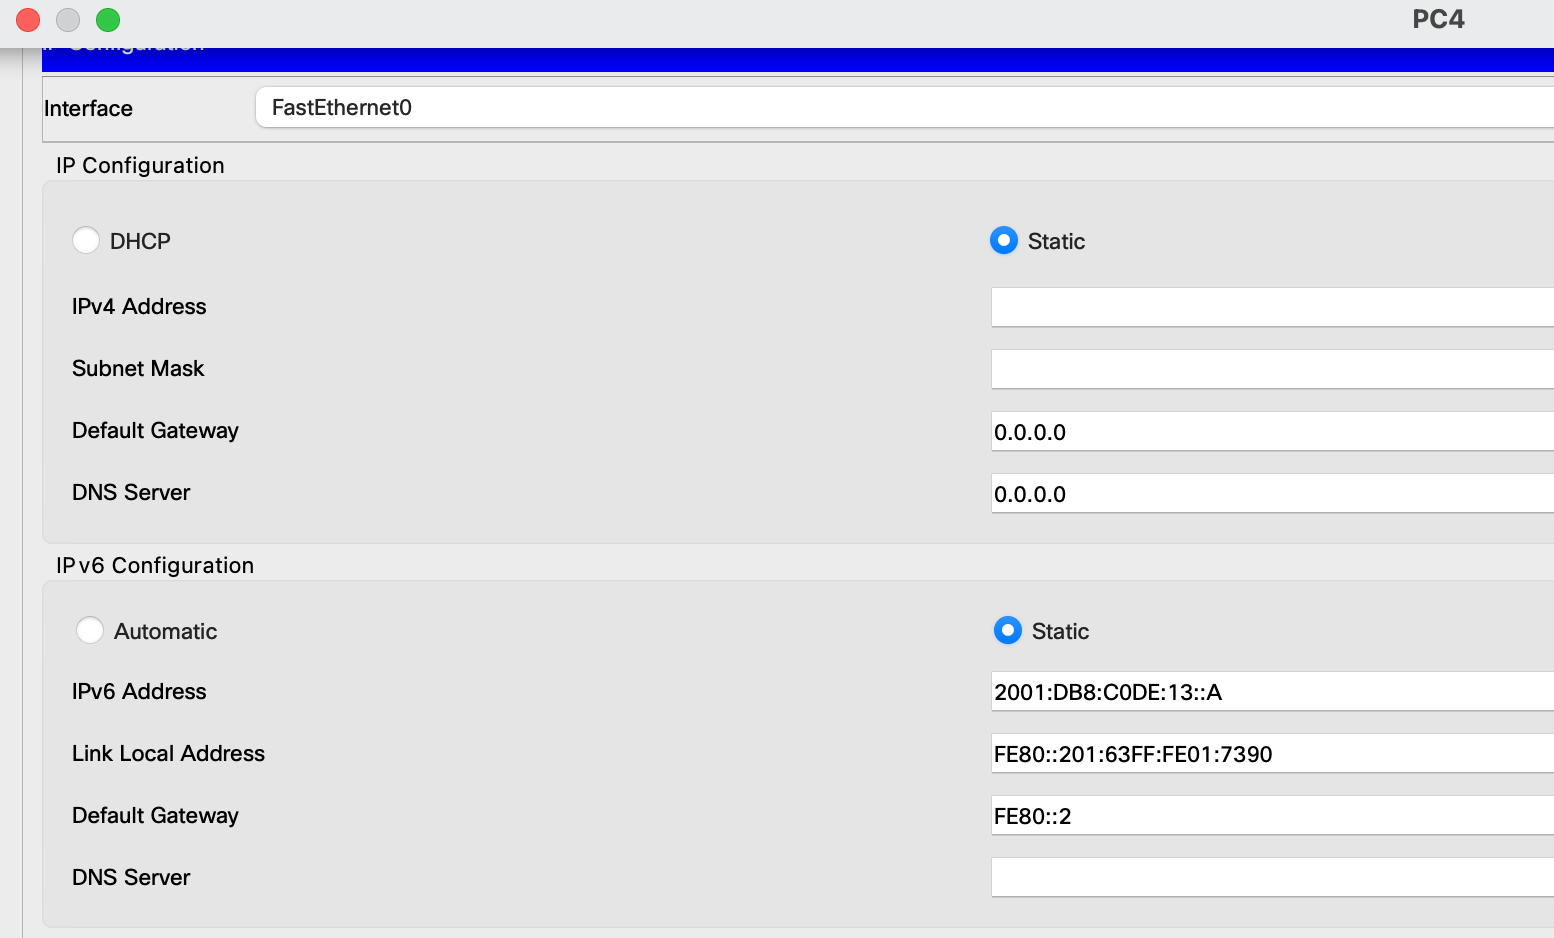 PC4
IP Configuration
Interface FastEthernet0
IP Configuration
DHCP Static
IPv4 Address
Subnet Mask
Default Gateway 0.0.0.0
DNS Server 0.0.0.0
IPv6 Configuration
Automatic Static
IPv6 Address 2001:DB8:C0DE:13::A
Link Local Address FE80::201:63FF:FE01:7390
Default Gateway FE80::2
DNS Server